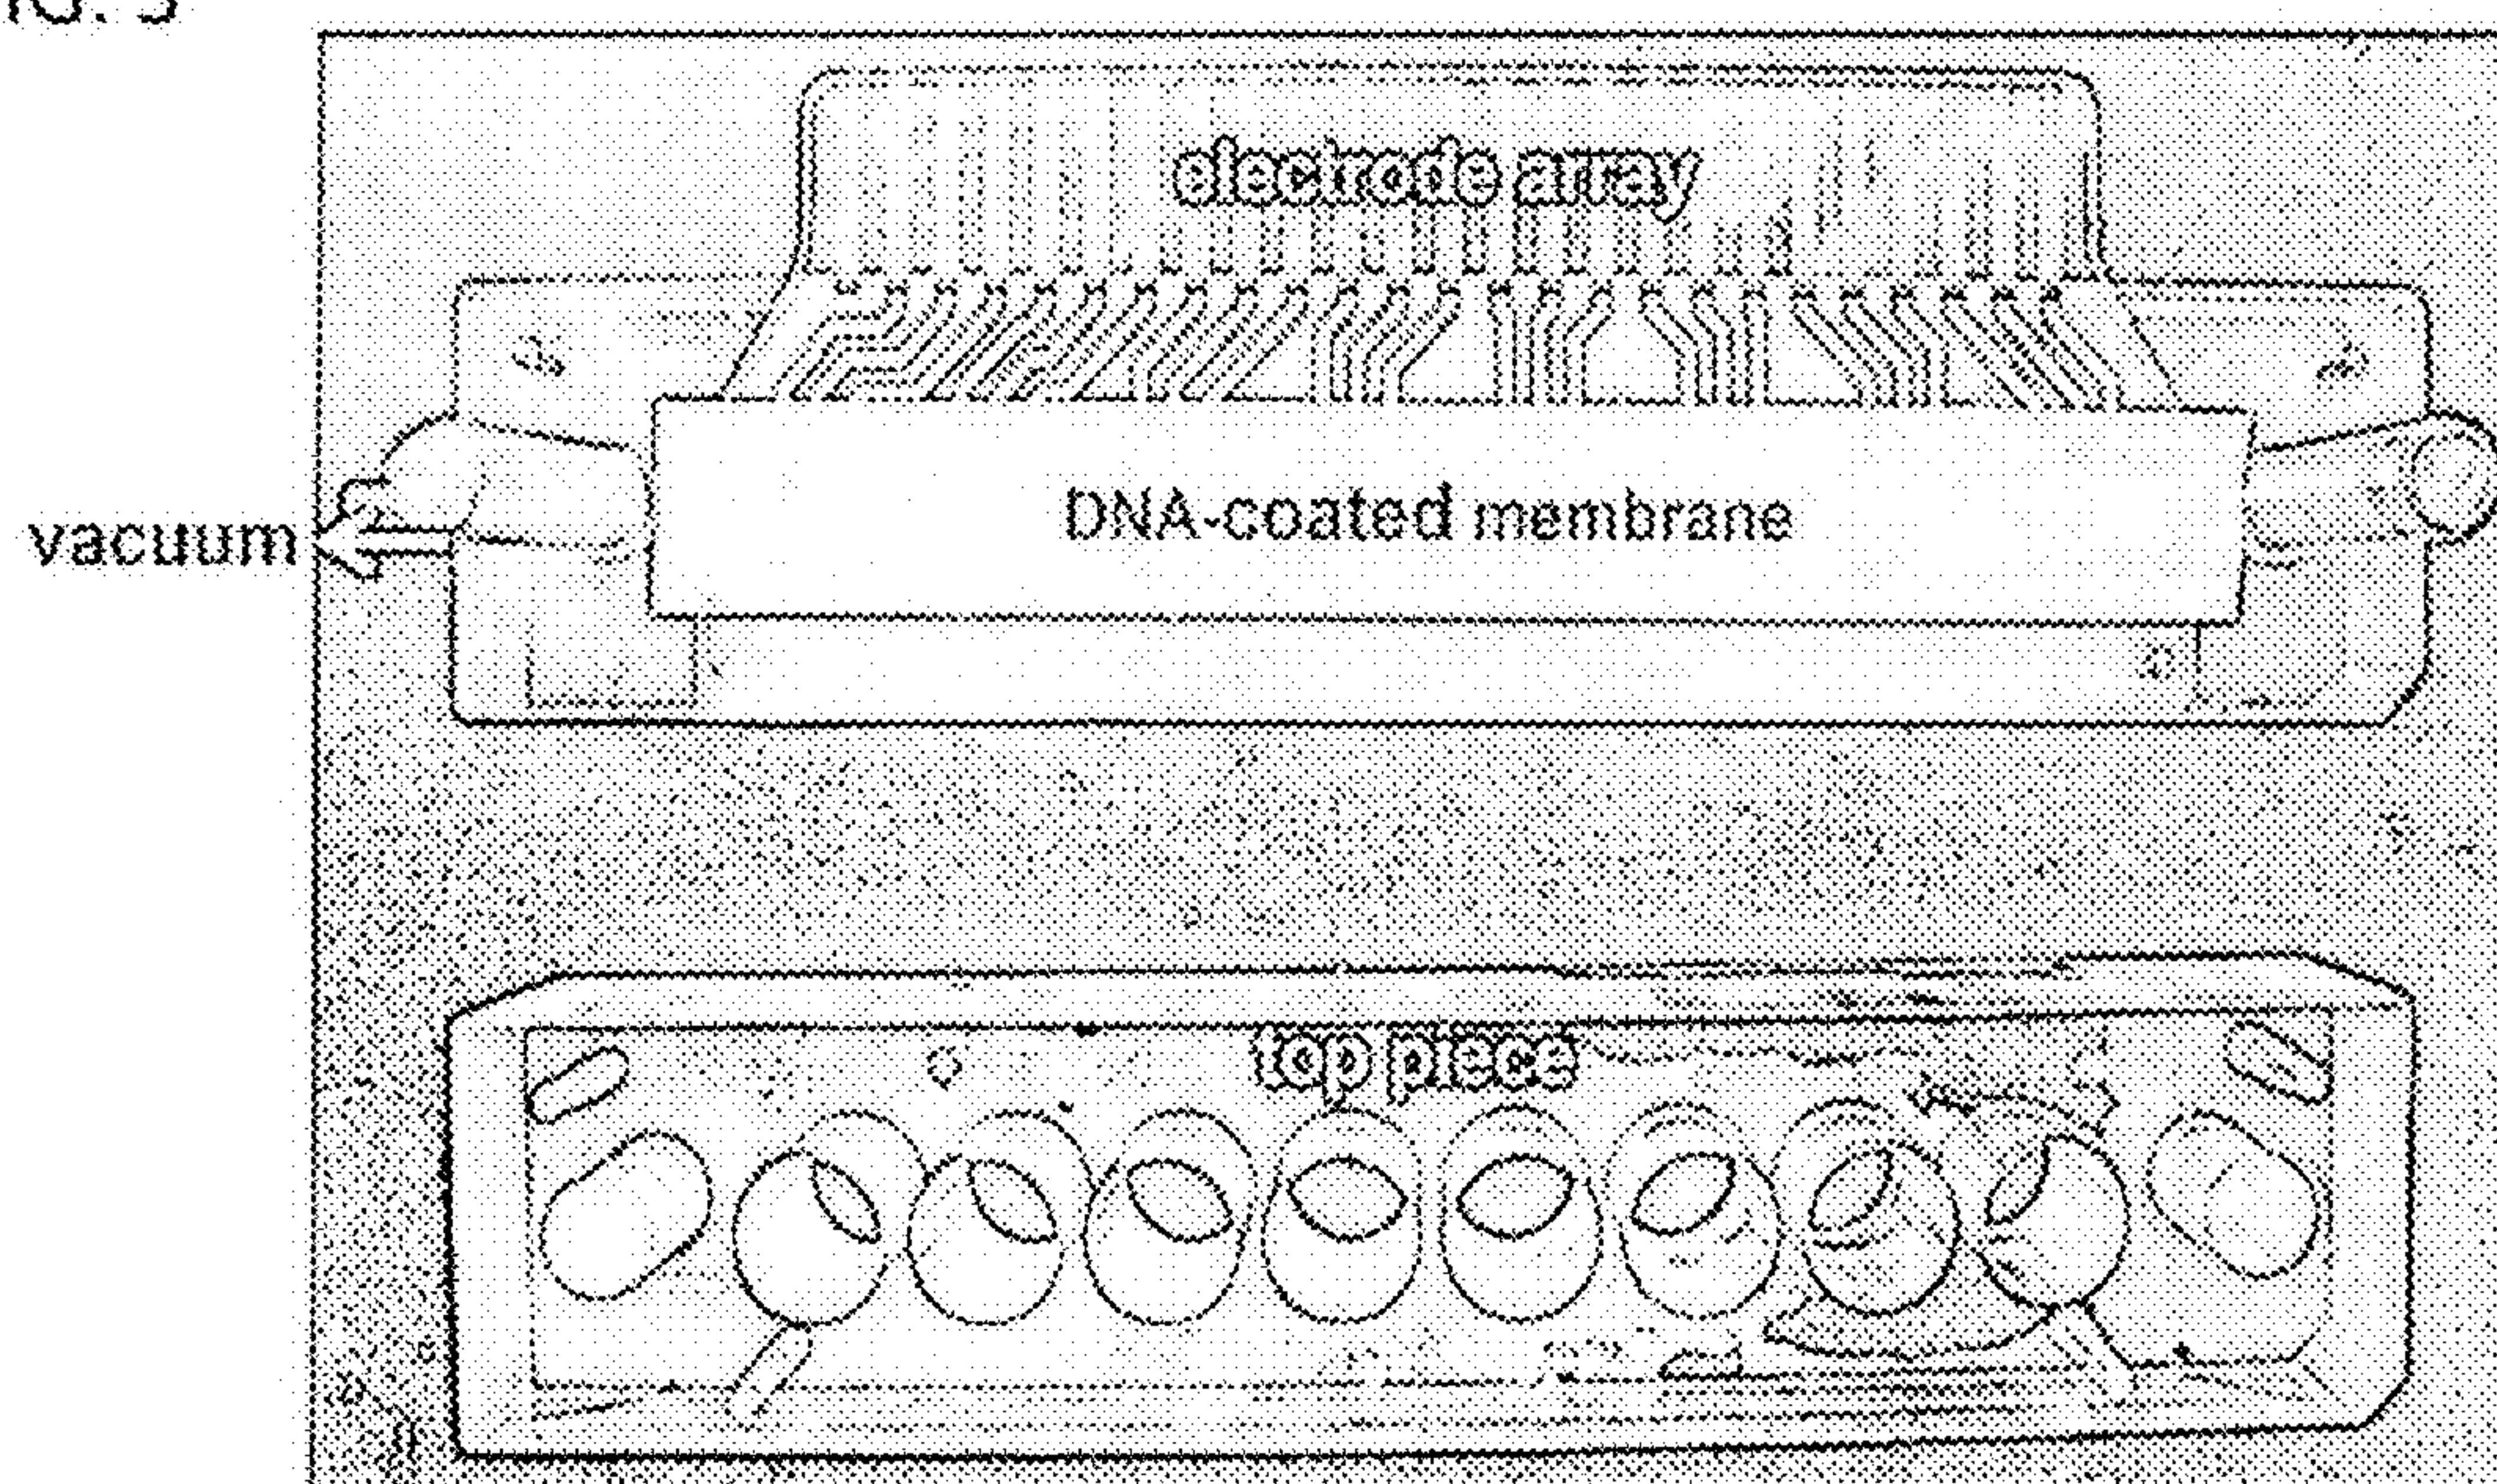 electrode array
DNA-coated membrane
vacuum
top piece